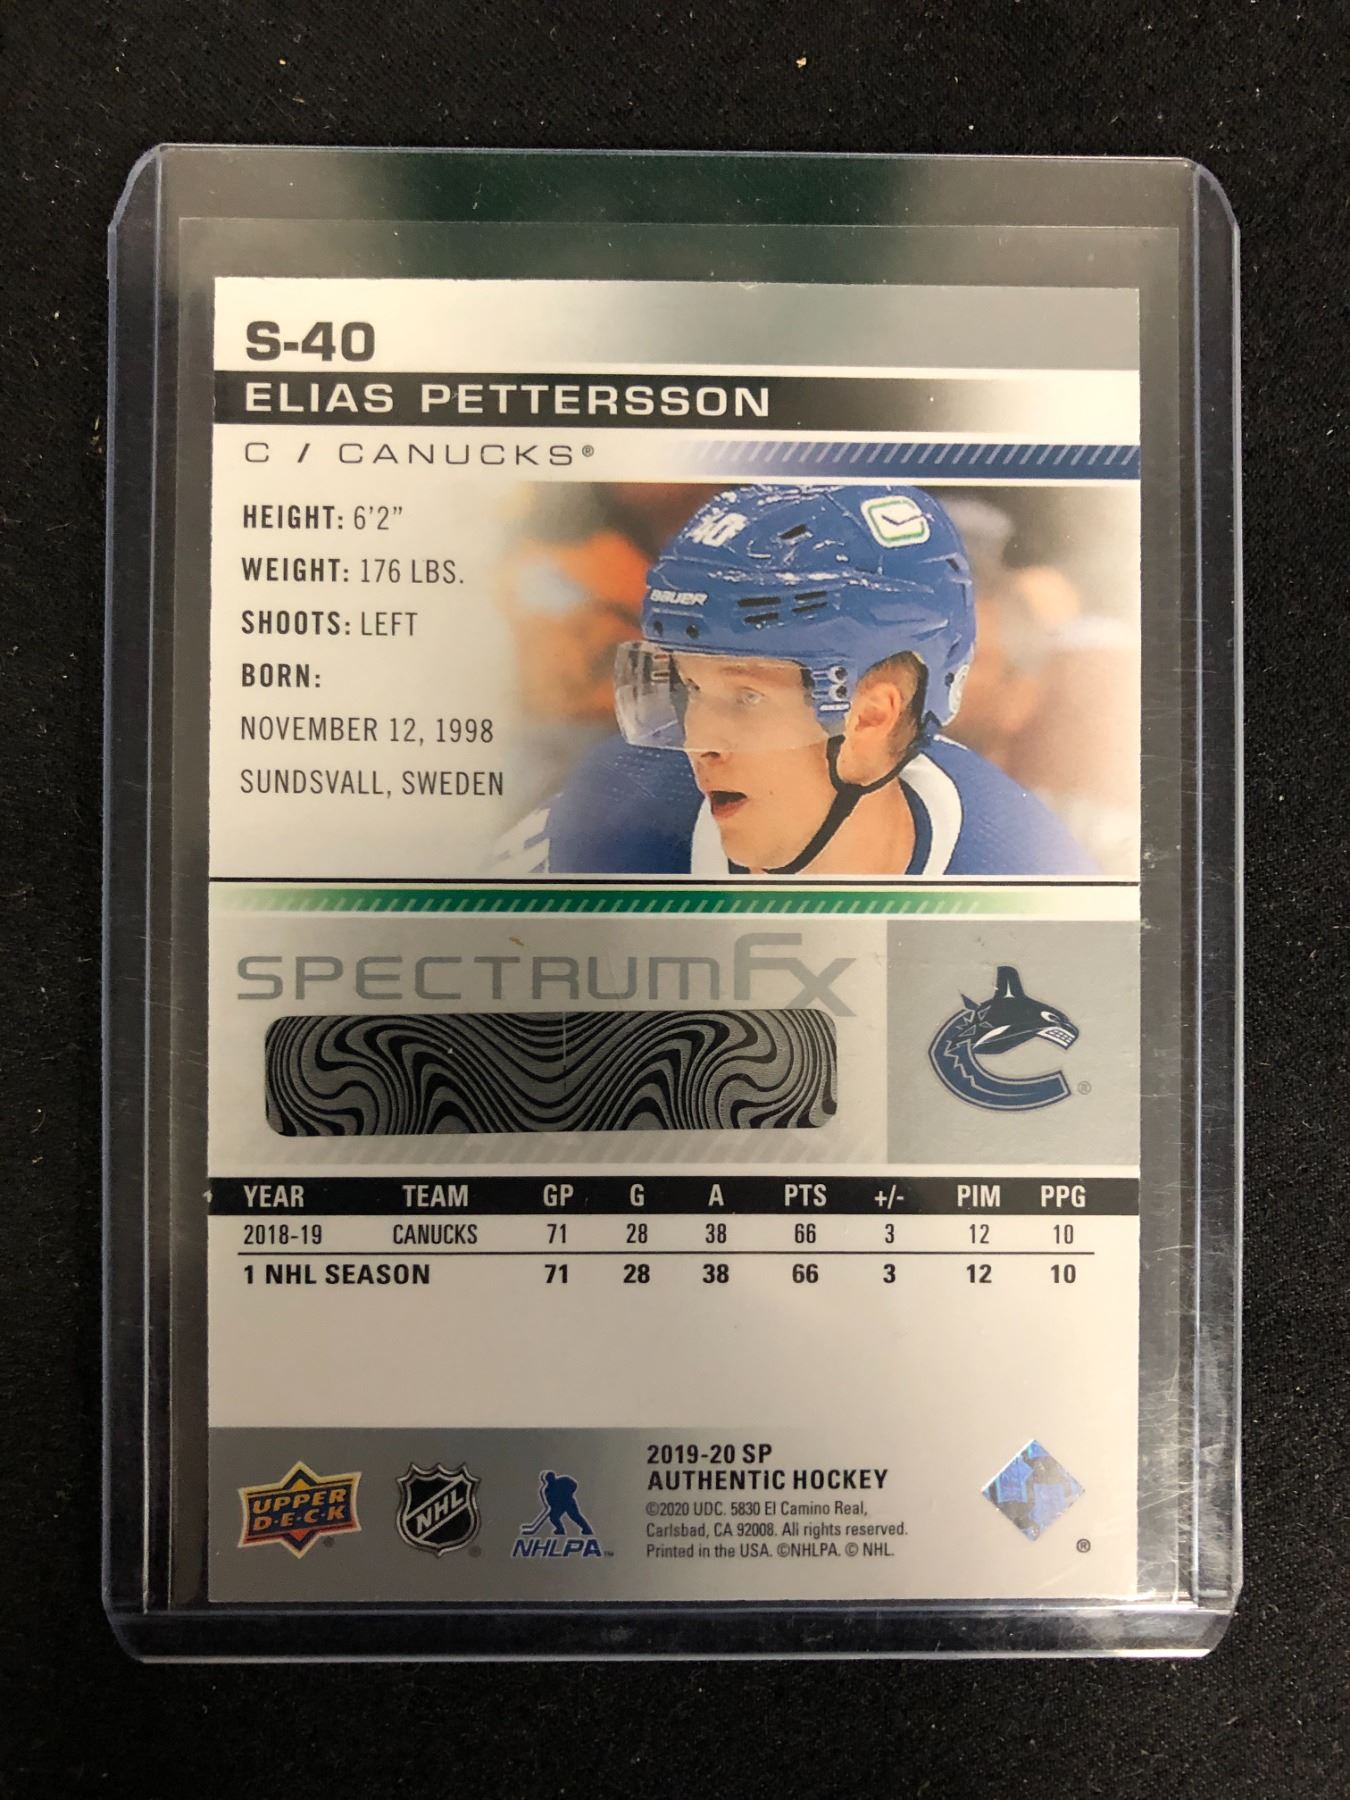 S-40
ELIAS PETTERSSON
C / CANUCKS®
HEIGHT: 6'2"
WEIGHT: 176 LBS.
SHOOTS: LEFT
BORN:
NOVEMBER 12, 1998
SUNDSVALL, SWEDEN
40
BAUER
SPECTRUM FX
®
YEAR TEAM GP G A PTS +/- PIM PPG
2018-19 CANUCKS 71 28 38 66 3 12 10
1 NHL SEASON 71 28 38 66 3 12 10
UPPER
D·E·C·K
®
NHL
®
NHLPA™
2019-20 SP
AUTHENTIC HOCKEY
©2020 UDC. 5830 El Camino Real,
Carlsbad, CA 92008. All rights reserved.
Printed in the USA. ©NHLPA. © NHL.
®